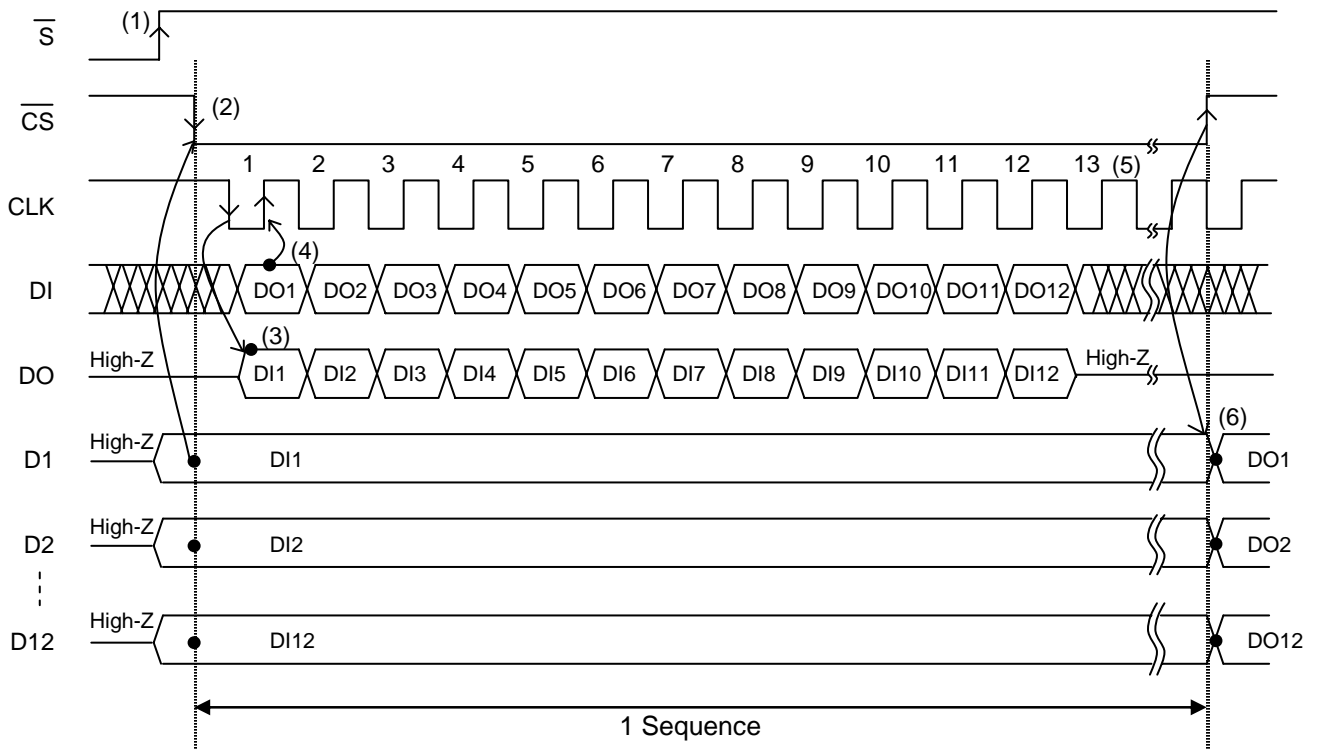 S (1)
CS (2)
1 2 3 4 5 6 7 8 9 10 11 12 13 (5)
CLK
(4)
DI DO1 DO2 DO3 DO4 DO5 DO6 DO7 DO8 DO9 DO10 DO11 DO12
(3)
DO High-Z DI1 DI2 DI3 DI4 DI5 DI6 DI7 DI8 DI9 DI10 DI11 DI12 High-Z
(6)
D1 High-Z DI1 DO1
D2 High-Z DI2 DO2
D12 High-Z DI12 DO12
1 Sequence